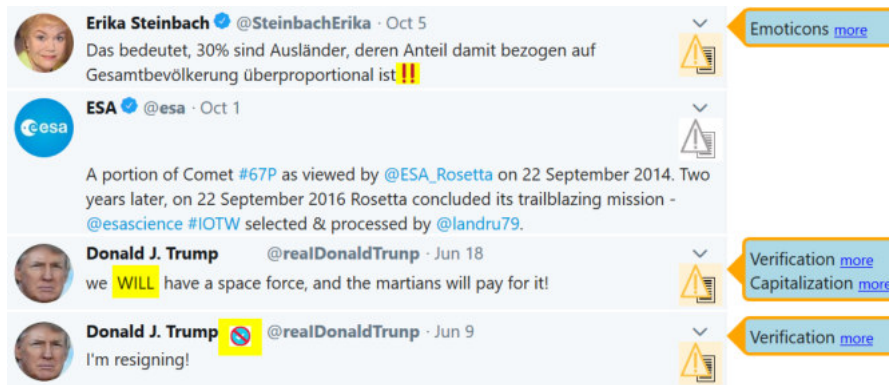 Erika Steinbach @SteinbachErika · Oct 5
Emoticons more
Das bedeutet, 30% sind Ausländer, deren Anteil damit bezogen auf
Gesamtbevölkerung überproportional ist‼
ESA @esa · Oct 1
eesa
A portion of Comet #67P as viewed by @ESA_Rosetta on 22 September 2014. Two
years later, on 22 September 2016 Rosetta concluded its trailblazing mission -
@esascience #IOTW selected & processed by @landru79.
Donald J. Trump @realDonaldTrunp · Jun 18
Verification more
we WILL have a space force, and the martians will pay for it!
Capitalization more
Donald J. Trump @realDonaldTrunp · Jun 9
Verification more
I'm resigning!